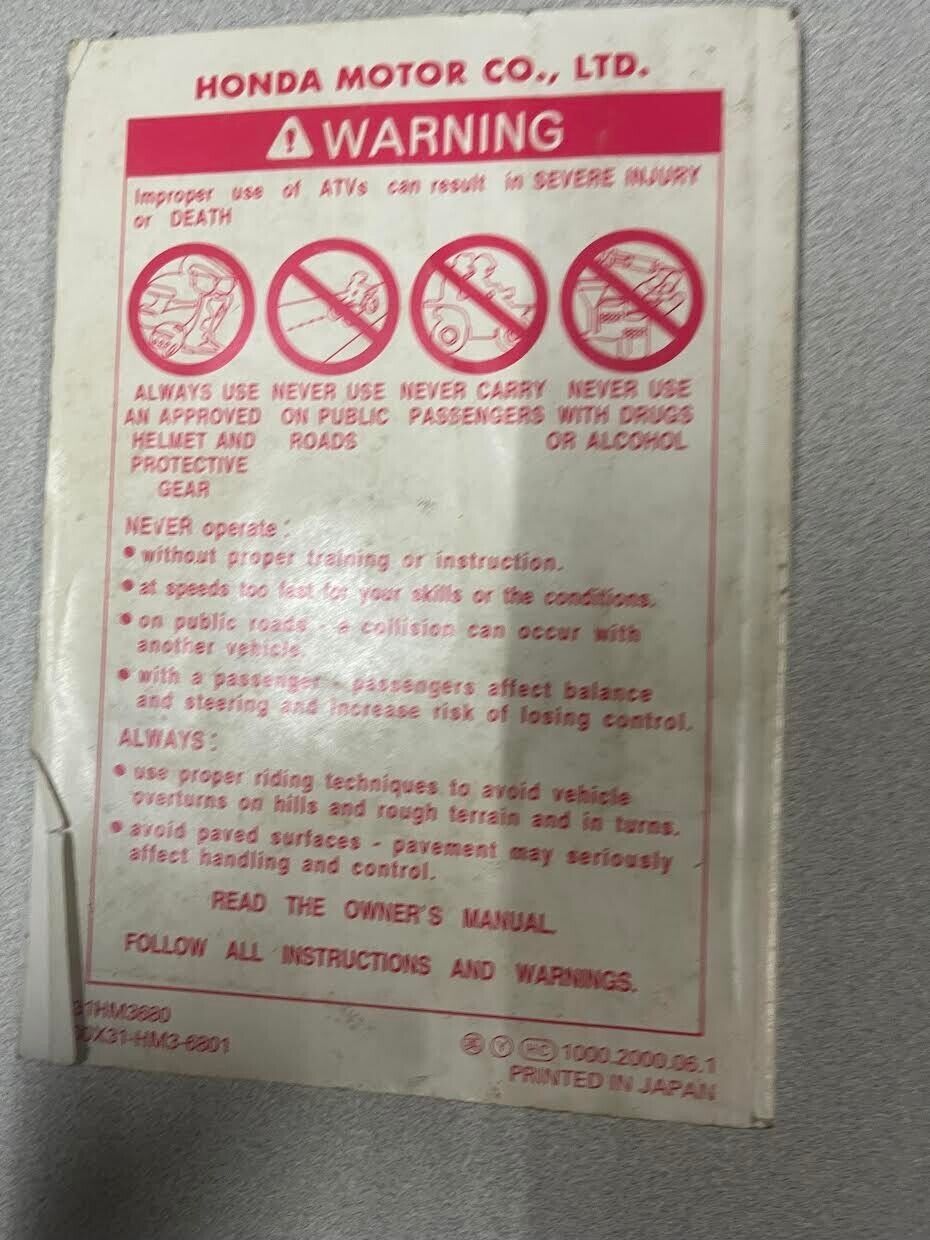 HONDA MOTOR CO., LTD.
WARNING
Improper use of ATVs can result in SEVERE INJURY
or DEATH
ALWAYS USE
AN APPROVED
HELMET AND
PROTECTIVE
GEAR
NEVER USE
ON PUBLIC
ROADS
NEVER CARRY
PASSENGERS
NEVER USE
WITH DRUGS
OR ALCOHOL
NEVER operate:
• without proper training or instruction.
• at speeds too fast for your skills or the conditions.
• on public roads - a collision can occur with
another vehicle.
• with a passenger - passengers affect balance
and steering and increase risk of losing control.
ALWAYS:
• use proper riding techniques to avoid vehicle
overturns on hills and rough terrain and in turns.
• avoid paved surfaces - pavement may seriously
affect handling and control.
READ THE OWNER'S MANUAL.
FOLLOW ALL INSTRUCTIONS AND WARNINGS.
31HM3680
X31-HM3-6801
Y HC 1000.2000.06.1
PRINTED IN JAPAN